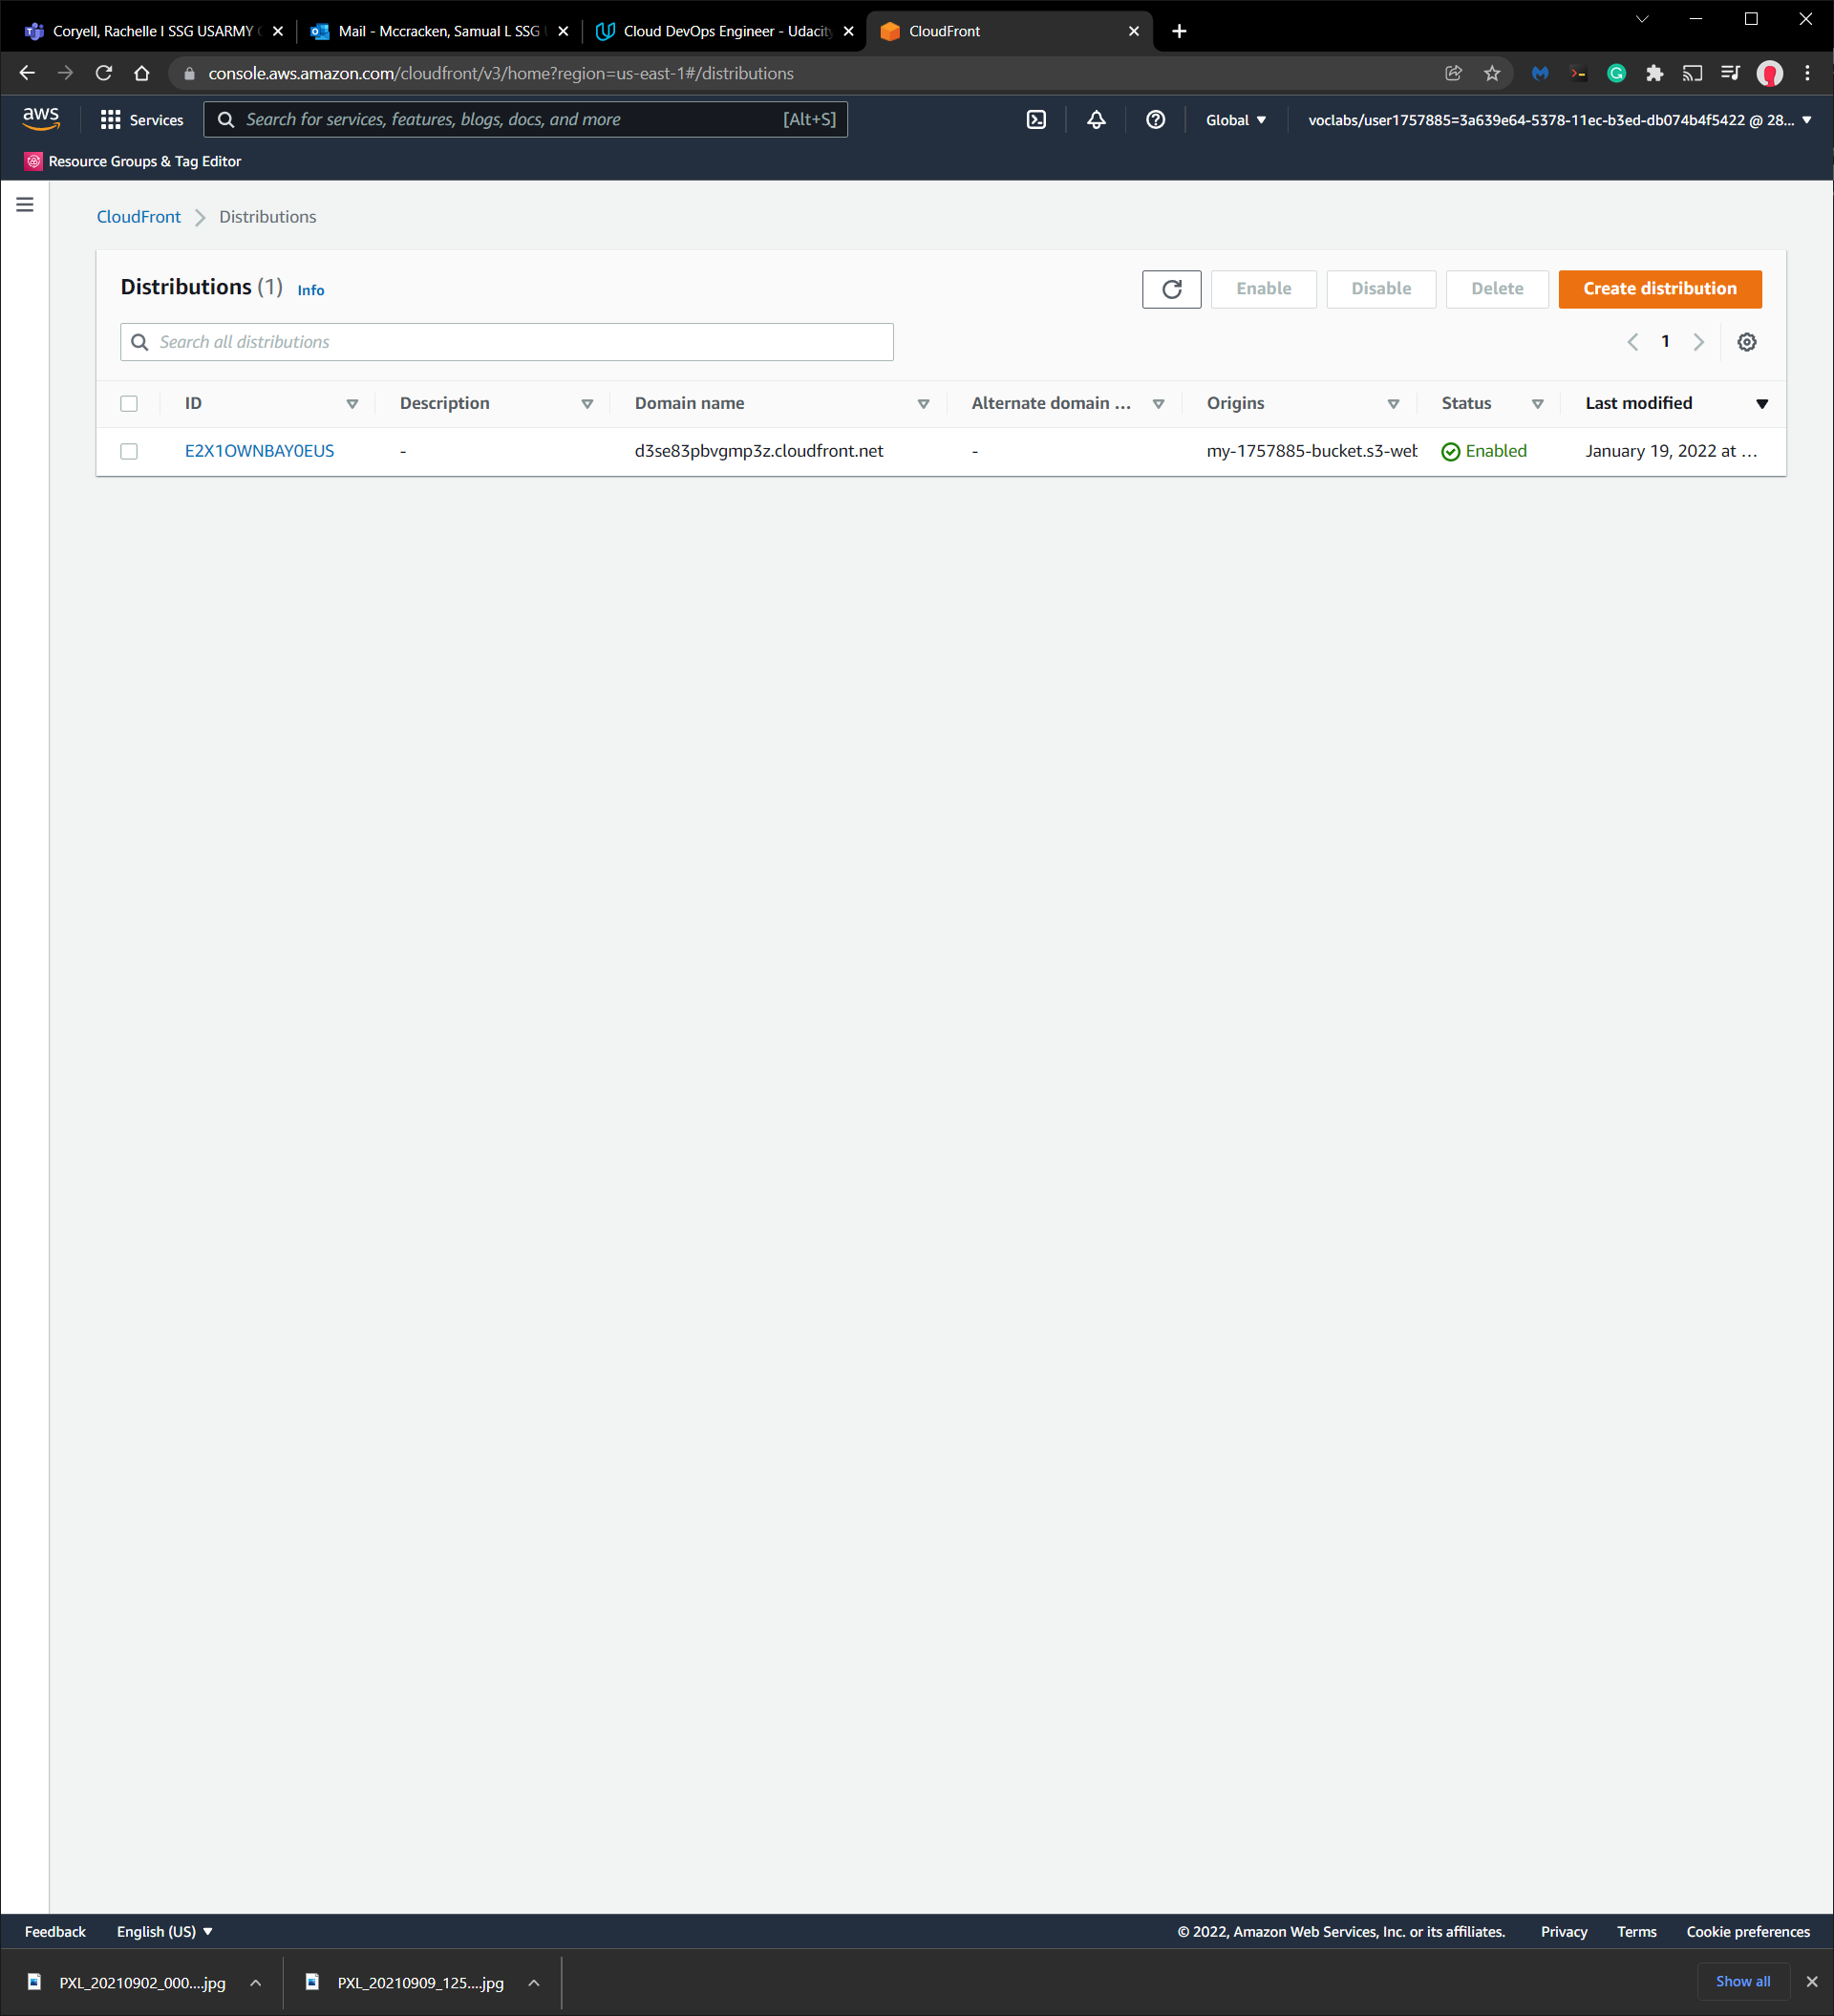 Coryell, Rachelle I SSG USARMY
Mail - Mccracken, Samual L SSG
Cloud DevOps Engineer - Udacity
CloudFront
console.aws.amazon.com/cloudfront/v3/home?region=us-east-1#/distributions
aws
Services
Search for services, features, blogs, docs, and more
[Alt+S]
Global
voclabs/user1757885=3a639e64-5378-11ec-b3ed-db074b4f5422 @ 28...
Resource Groups & Tag Editor
CloudFront
Distributions
Distributions (1) Info
Enable
Disable
Delete
Create distribution
Search all distributions
1
ID
Description
Domain name
Alternate domain ...
Origins
Status
Last modified
E2X1OWNBAY0EUS
-
d3se83pbvgmp3z.cloudfront.net
-
my-1757885-bucket.s3-web
Enabled
January 19, 2022 at ...
Feedback
English (US)
© 2022, Amazon Web Services, Inc. or its affiliates.
Privacy
Terms
Cookie preferences
PXL_20210902_000....jpg
PXL_20210909_125....jpg
Show all